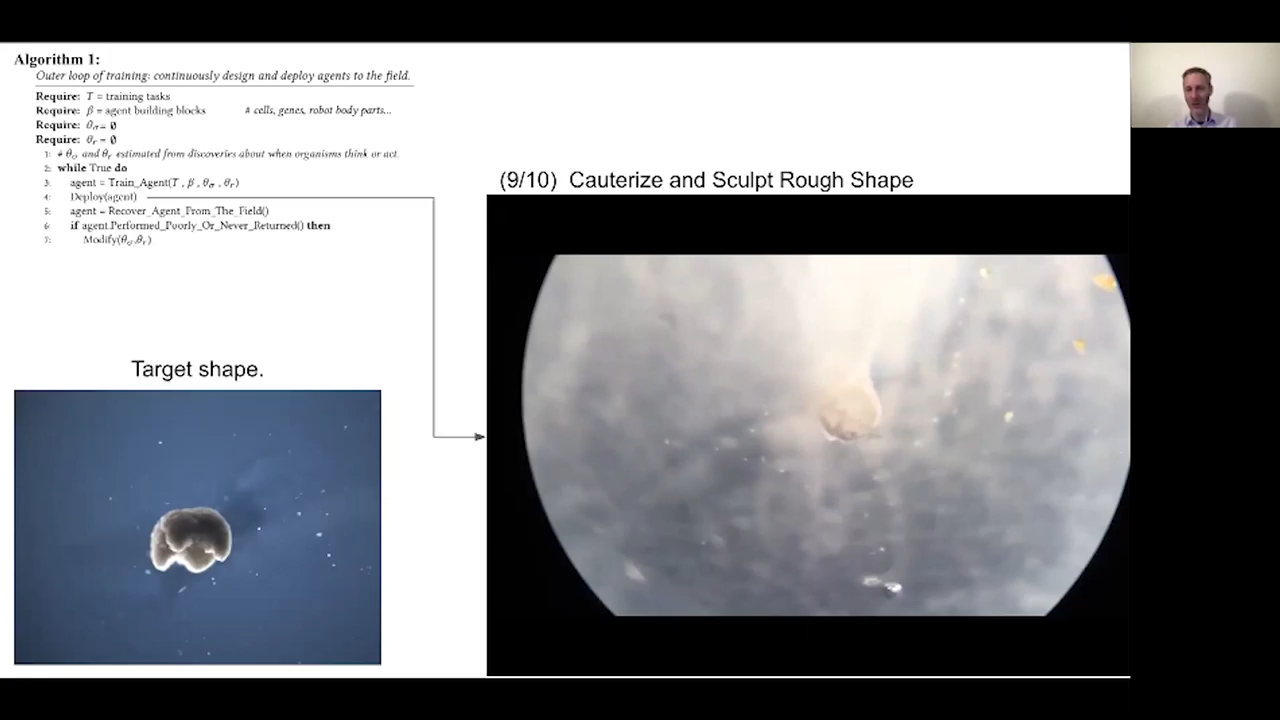 Algorithm 1:
Outer loop of training: continuously design and deploy agents to the field.
Require: T = training tasks
Require: β = agent building blocks # cells, genes, robot body parts...
Require: θσ = ∅
Require: θr = ∅
1: # θσ and θr estimated from discoveries about when organisms think or act.
2: while True do
3: agent = Train_Agent(T , β , θσ , θr)
4: Deploy(agent)
5: agent = Recover_Agent_From_The_Field()
6: if agent.Performed_Poorly_Or_Never_Returned() then
7: Modify(θσ,θr)
(9/10) Cauterize and Sculpt Rough Shape
Target shape.